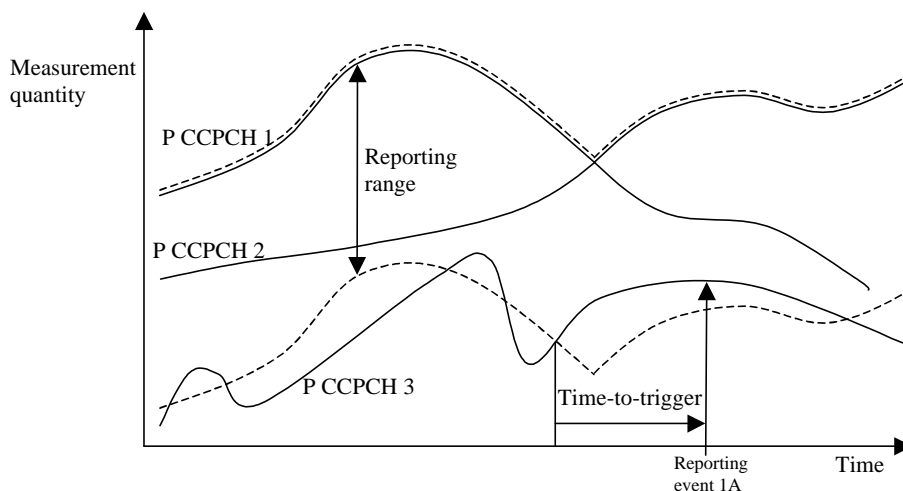 Measurement
quantity
P CCPCH 1
Reporting
range
P CCPCH 2
P CCPCH 3
Time-to-trigger
Reporting
event 1A
Time